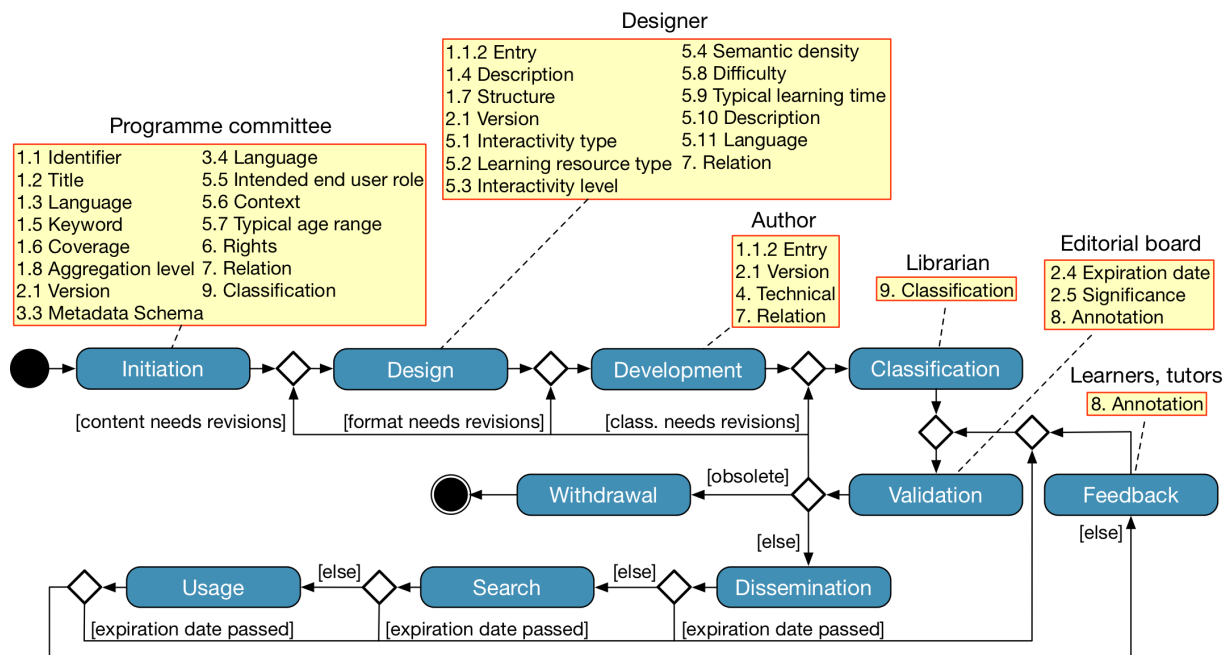 Designer
1.1.2 Entry
1.4 Description
1.7 Structure
2.1 Version
5.1 Interactivity type
5.2 Learning resource type
5.3 Interactivity level
5.4 Semantic density
5.8 Difficulty
5.9 Typical learning time
5.10 Description
5.11 Language
7. Relation
Programme committee
1.1 Identifier
1.2 Title
1.3 Language
1.5 Keyword
1.6 Coverage
1.8 Aggregation level
2.1 Version
3.3 Metadata Schema
3.4 Language
5.5 Intended end user role
5.6 Context
5.7 Typical age range
6. Rights
7. Relation
9. Classification
Author
1.1.2 Entry
2.1 Version
4. Technical
7. Relation
Librarian
9. Classification
Editorial board
2.4 Expiration date
2.5 Significance
8. Annotation
Initiation
Design
Development
Classification
Learners, tutors
8. Annotation
[content needs revisions]
[format needs revisions]
[class. needs revisions]
[obsolete]
Withdrawal
Validation
Feedback
[else]
[else]
[else]
[else]
Usage
Search
Dissemination
[expiration date passed]
[expiration date passed]
[expiration date passed]